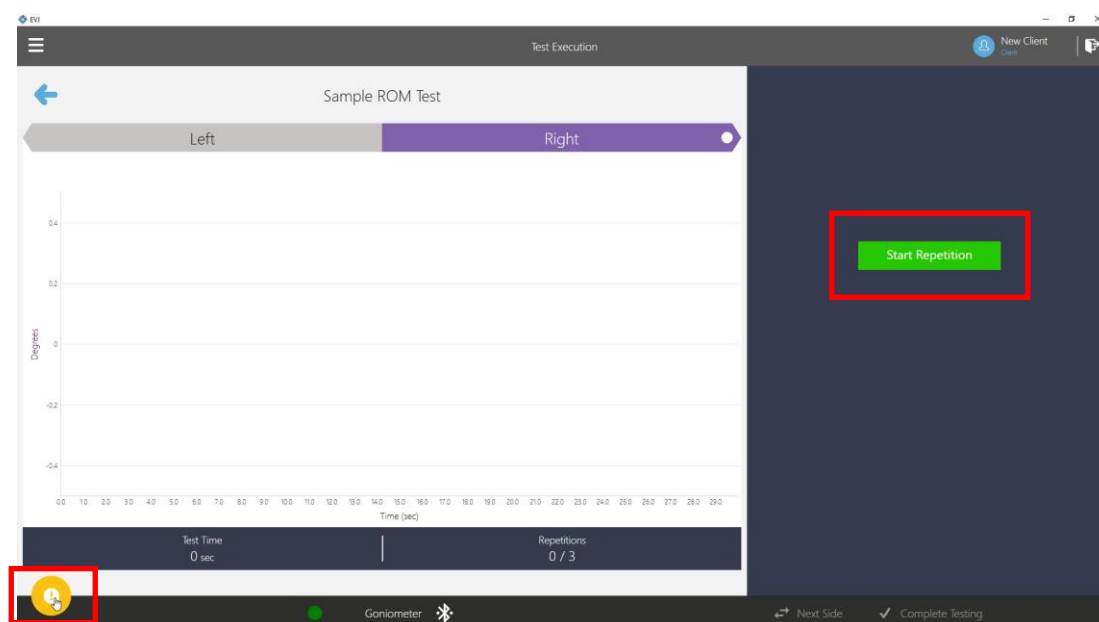 EVJ
Test Execution
New Client
Client
Sample ROM Test
Left
Right
0.4
0.2
0
-0.2
-0.4
Degrees
0.0 1.0 2.0 3.0 4.0 5.0 6.0 7.0 8.0 9.0 10.0 11.0 12.0 13.0 14.0 15.0 16.0 17.0 18.0 19.0 20.0 21.0 22.0 23.0 24.0 25.0 26.0 27.0 28.0 29.0
Time (sec)
Start Repetition
Test Time
0 sec
Repetitions
0 / 3
Goniometer
Next Side
Complete Testing